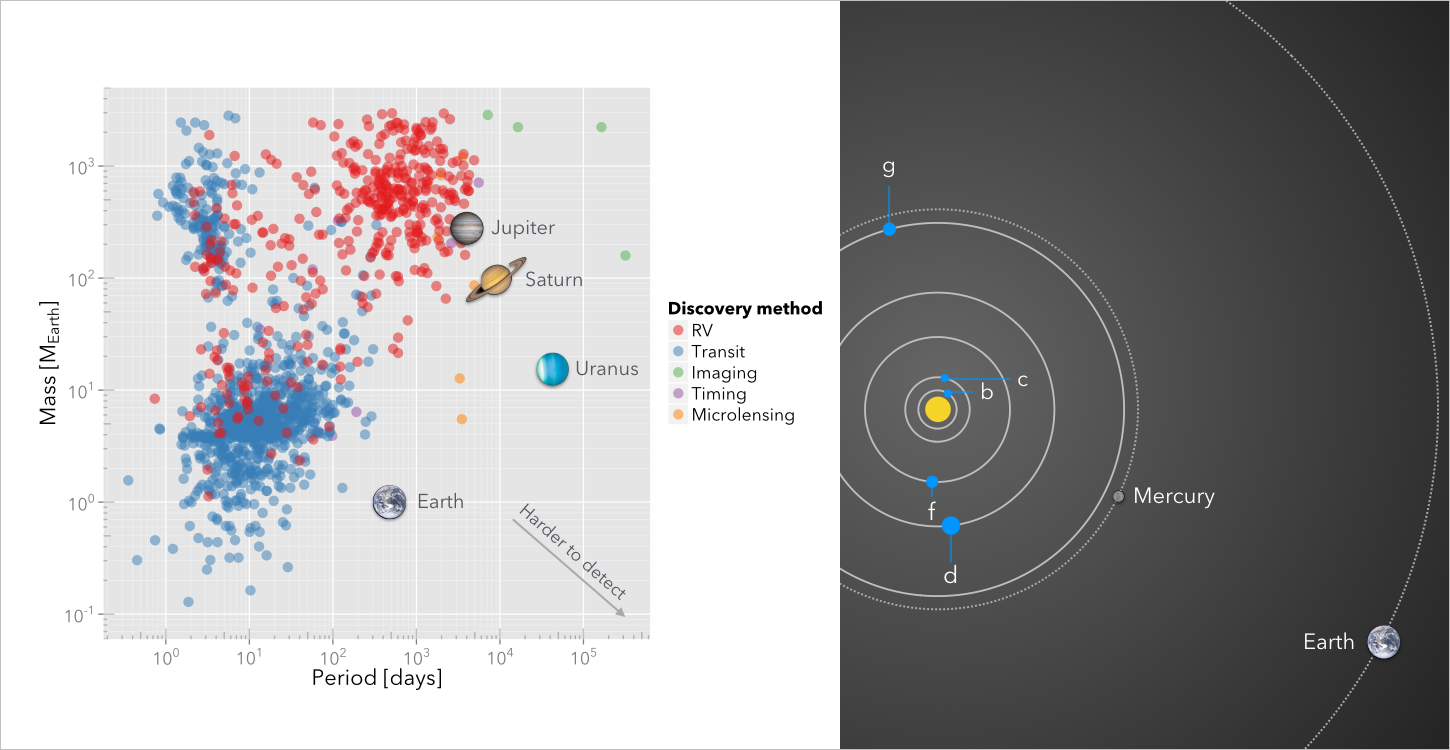 10³
10²
10¹
10⁰
10⁻¹
Mass [M_Earth]
10⁰ 10¹ 10² 10³ 10⁴ 10⁵
Period [days]
Jupiter
Saturn
Uranus
Earth
Harder to detect
Discovery method
RV
Transit
Imaging
Timing
Microlensing
g
c
b
f
d
Mercury
Earth